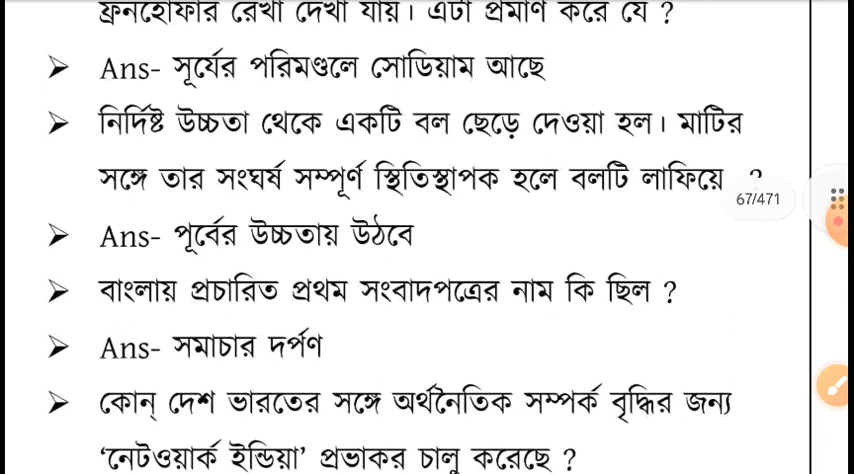 ফ্রনহোফার রেখা দেখা যায়। এটা প্রমাণ করে যে ?
➢ Ans- সূর্যের পরিমণ্ডলে সোডিয়াম আছে
➢ নির্দিষ্ট উচ্চতা থেকে একটি বল ছেড়ে দেওয়া হল। মাটির
সঙ্গে তার সংঘর্ষ সম্পূর্ণ স্থিতিস্থাপক হলে বলটি লাফিয়ে ?
67/471
➢ Ans- পূর্বের উচ্চতায় উঠবে
➢ বাংলায় প্রচারিত প্রথম সংবাদপত্রের নাম কি ছিল ?
➢ Ans- সমাচার দর্পণ
➢ কোন্ দেশ ভারতের সঙ্গে অর্থনৈতিক সম্পর্ক বৃদ্ধির জন্য
‘নেটওয়ার্ক ইন্ডিয়া’ প্রভাকর চালু করেছে ?